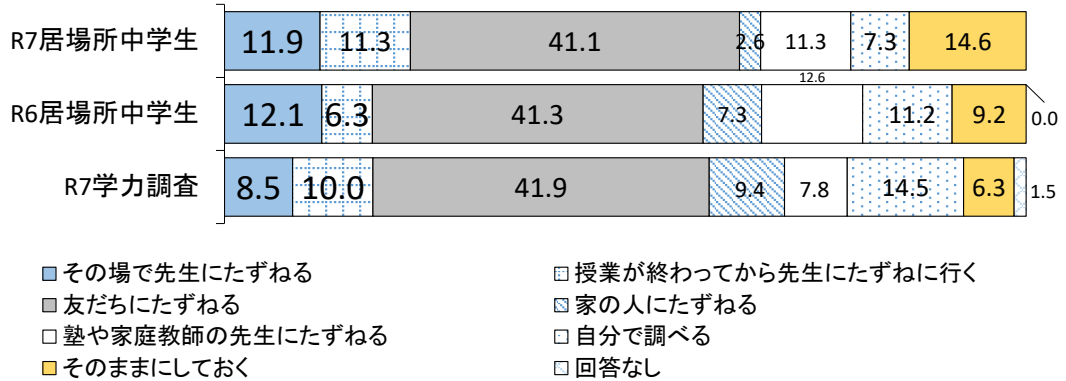 R7居場所中学生 11.9 11.3 41.1 2.6 11.3 7.3 14.6
12.6
R6居場所中学生 12.1 6.3 41.3 7.3 11.2 9.2 0.0
R7学力調査 8.5 10.0 41.9 9.4 7.8 14.5 6.3 1.5
その場で先生にたずねる 授業が終わってから先生にたずねに行く
友だちにたずねる 家の人にたずねる
塾や家庭教師の先生にたずねる 自分で調べる
そのままにしておく 回答なし